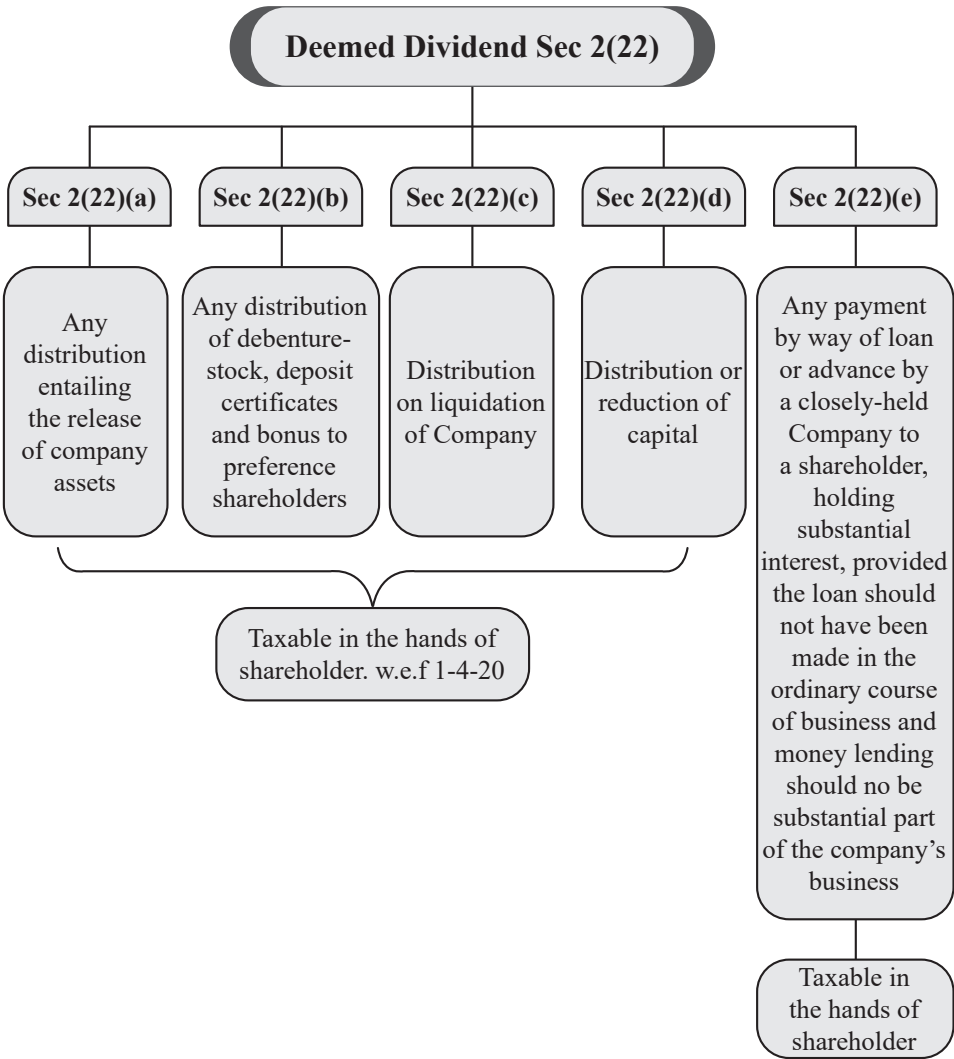 Deemed Dividend Sec 2(22)
Sec 2(22)(a)
Any
distribution
entailing
the release
of company
assets
Sec 2(22)(b)
Any distribution
of debenture-
stock, deposit
certificates
and bonus to
preference
shareholders
Sec 2(22)(c)
Distribution
on liquidation
of Company
Sec 2(22)(d)
Distribution or
reduction of
capital
Taxable in the hands of
shareholder. w.e.f 1-4-20
Sec 2(22)(e)
Any payment
by way of loan
or advance by
a closely-held
Company to
a shareholder,
holding
substantial
interest, provided
the loan should
not have been
made in the
ordinary course
of business and
money lending
should no be
substantial part
of the company’s
business
Taxable in
the hands of
shareholder